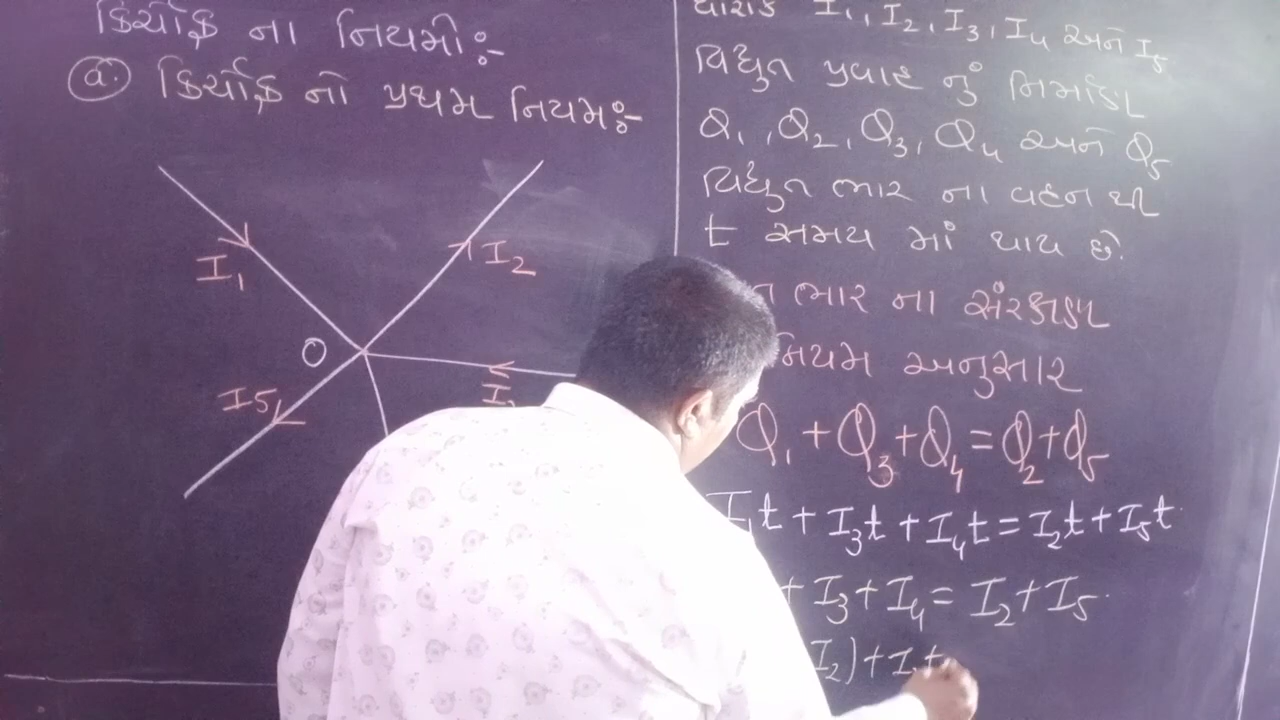 કિર્ચોફ ના નિયમો :-
(a.) કિર્ચોફ નો પ્રથમ નિયમ :-
I₁
I₂
O
I₅
I
ધારોકે I₁, I₂, I₃, I₄ અને I₅
વિદ્યુત પ્રવાહ નું નિર્માણ
Q₁, Q₂, Q₃, Q₄ અને Q₅
વિદ્યુત ભાર ના વહન થી
t સમય માં થાય છે.
ત ભાર ના સંરક્ષણ
નિયમ અનુસાર
Q₁ + Q₃ + Q₄ = Q₂ + Q₅
I₁t + I₃t + I₄t = I₂t + I₅t
+ I₃ + I₄ = I₂ + I₅
I₂) + I +